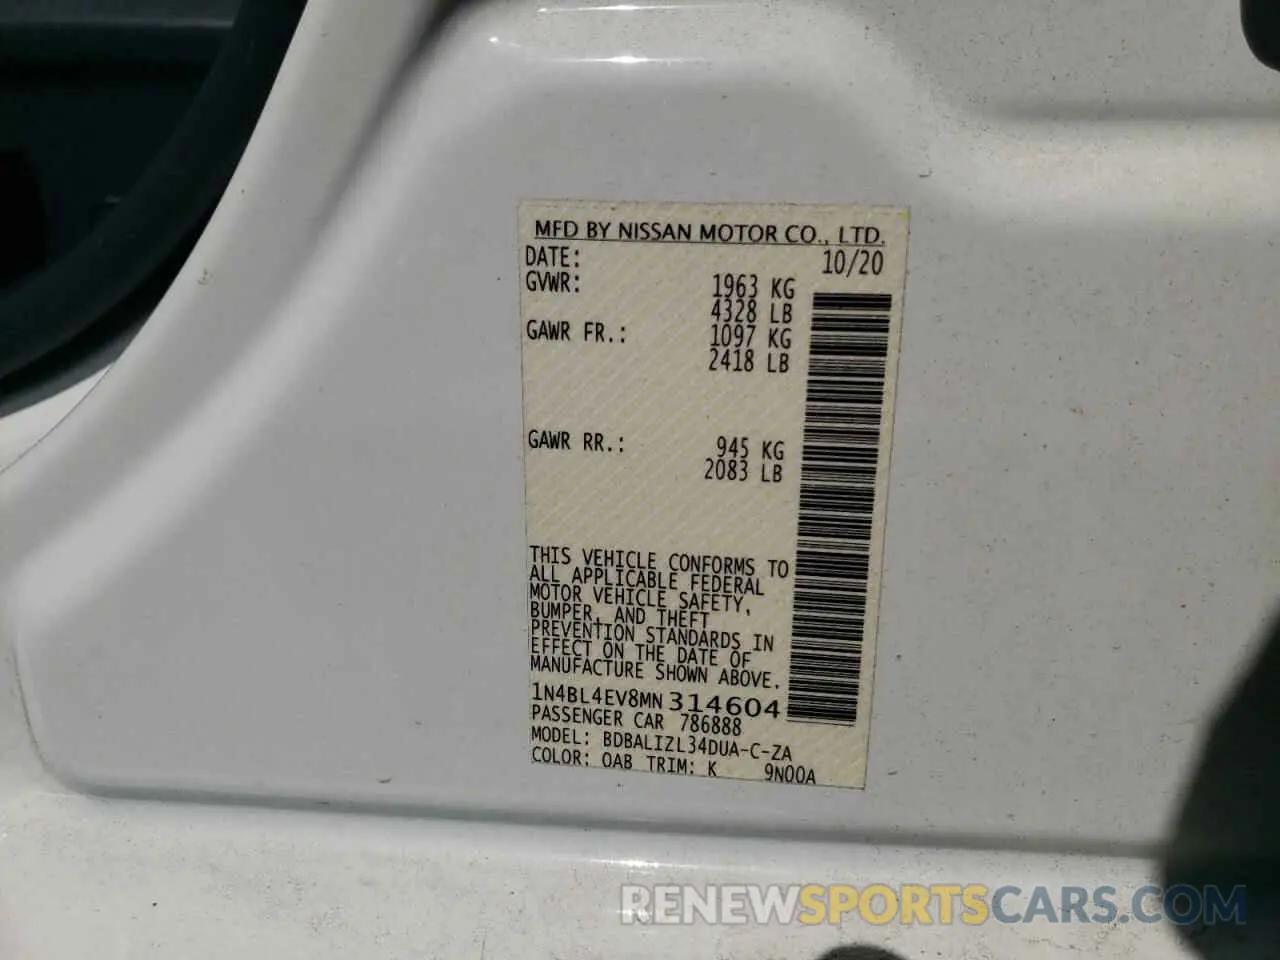 MFD BY NISSAN MOTOR CO., LTD.
DATE: 10/20
GVWR: 1963 KG
4328 LB
GAWR FR.: 1097 KG
2418 LB
GAWR RR.: 945 KG
2083 LB
THIS VEHICLE CONFORMS TO
ALL APPLICABLE FEDERAL
MOTOR VEHICLE SAFETY,
BUMPER, AND THEFT
PREVENTION STANDARDS IN
EFFECT ON THE DATE OF
MANUFACTURE SHOWN ABOVE.
1N4BL4EV8MN 314604
PASSENGER CAR 786888
MODEL: BDBALIZL34DUA-C-ZA
COLOR: QAB TRIM: K 9N00A
RENEWSPORTSCARS.COM